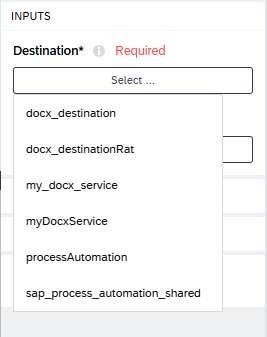 INPUTS
Destination* Required
Select ...
docx_destination
docx_destinationRat
my_docx_service
myDocxService
processAutomation
sap_process_automation_shared